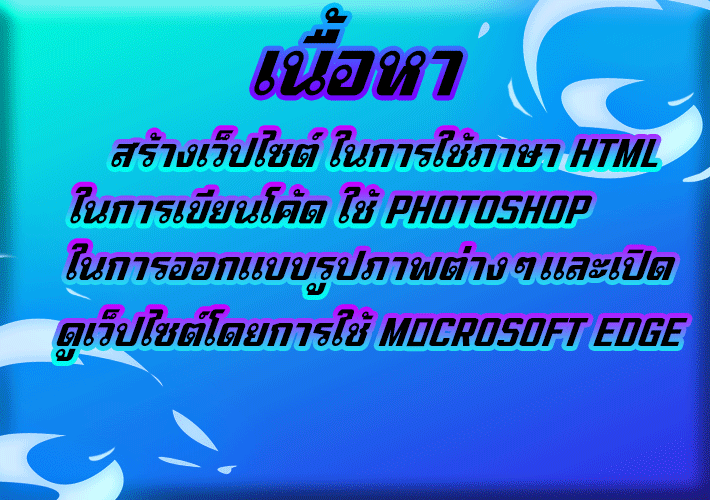 เนื้อหา
สร้างเว็ปไซต์ ในการใช้ภาษา HTML
ในการเขียนโค้ด ใช้ PHOTOSHOP
ในการออกแบบรูปภาพต่างๆและเปิด
ดูเว็ปไซต์โดยการใช้ MOCROSOFT EDGE